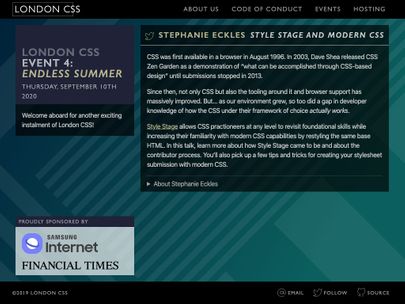 LONDON CSS
ABOUT US
CODE OF CONDUCT
EVENTS
HOSTING
LONDON CSS
EVENT 4:
ENDLESS SUMMER
THURSDAY, SEPTEMBER 10TH
2020
Welcome aboard for another exciting
instalment of London CSS!
STEPHANIE ECKLES STYLE STAGE AND MODERN CSS
CSS was first available in a browser in August 1996. In 2003, Dave Shea released CSS
Zen Garden as a demonstration of "what can be accomplished through CSS-based
design" until submissions stopped in 2013.
Since then, not only CSS but also the tooling around it and browser support has
massively improved. But... as our environment grew, so too did a gap in developer
knowledge of how the CSS under their framework of choice actually works.
Style Stage allows CSS practioners at any level to revisit foundational skills while
increasing their familiarity with modern CSS capabilities by restyling the same base
HTML. In this talk, learn more about how Style Stage came to be and about the
contributor process. You'll also pick up a few tips and tricks for creating your stylesheet
submission with modern CSS.
▶ About Stephanie Eckles
PROUDLY SPONSORED BY
SAMSUNG
Internet
FINANCIAL TIMES
©2019 LONDON CSS
EMAIL
FOLLOW
SOURCE